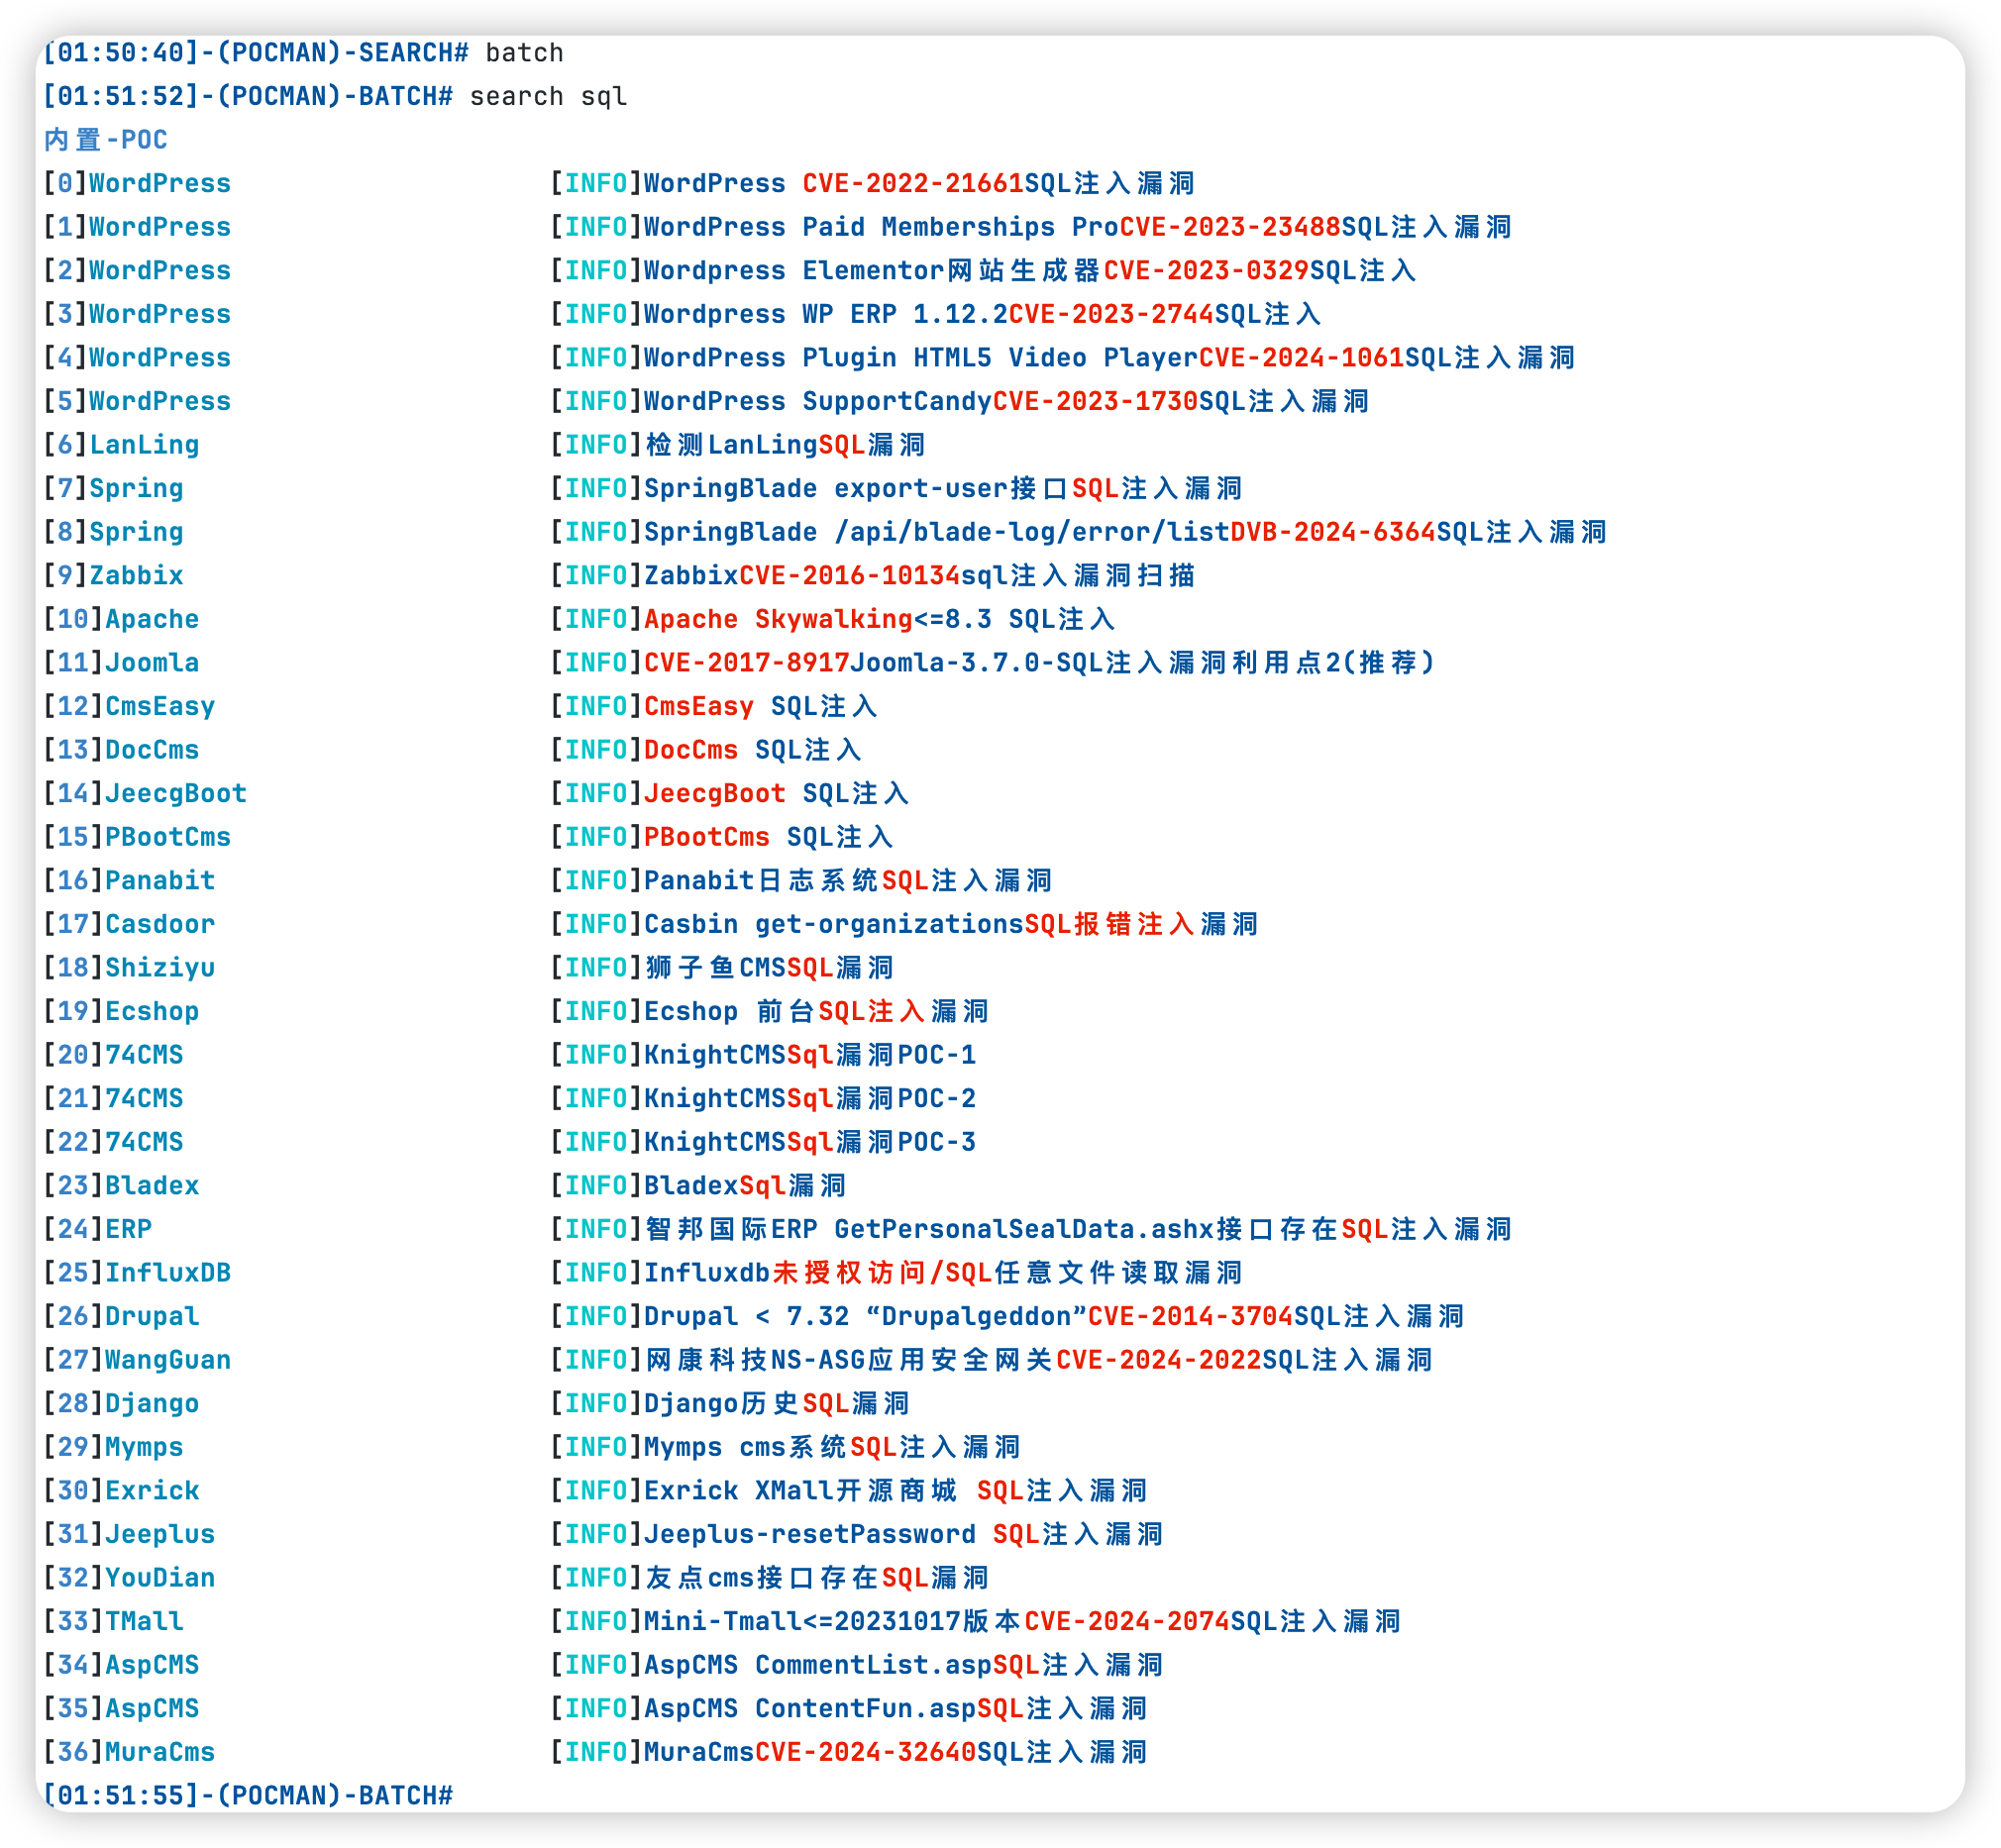 [01:50:40]-(POCMAN)-SEARCH# batch
[01:51:52]-(POCMAN)-BATCH# search sql
内置-POC
[0]WordPress [INFO]WordPress CVE-2022-21661SQL注入漏洞
[1]WordPress [INFO]WordPress Paid Memberships ProCVE-2023-23488SQL注入漏洞
[2]WordPress [INFO]Wordpress Elementor网站生成器CVE-2023-0329SQL注入
[3]WordPress [INFO]Wordpress WP ERP 1.12.2CVE-2023-2744SQL注入
[4]WordPress [INFO]WordPress Plugin HTML5 Video PlayerCVE-2024-1061SQL注入漏洞
[5]WordPress [INFO]WordPress SupportCandyCVE-2023-1730SQL注入漏洞
[6]LanLing [INFO]检测LanLingSQL漏洞
[7]Spring [INFO]SpringBlade export-user接口SQL注入漏洞
[8]Spring [INFO]SpringBlade /api/blade-log/error/listDVB-2024-6364SQL注入漏洞
[9]Zabbix [INFO]ZabbixCVE-2016-10134sql注入漏洞扫描
[10]Apache [INFO]Apache Skywalking<=8.3 SQL注入
[11]Joomla [INFO]CVE-2017-8917Joomla-3.7.0-SQL注入漏洞利用点2(推荐)
[12]CmsEasy [INFO]CmsEasy SQL注入
[13]DocCms [INFO]DocCms SQL注入
[14]JeecgBoot [INFO]JeecgBoot SQL注入
[15]PBootCms [INFO]PBootCms SQL注入
[16]Panabit [INFO]Panabit日志系统SQL注入漏洞
[17]Casdoor [INFO]Casbin get-organizationsSQL报错注入漏洞
[18]Shiziyu [INFO]狮子鱼CMSSQL漏洞
[19]Ecshop [INFO]Ecshop 前台SQL注入漏洞
[20]74CMS [INFO]KnightCMSSql漏洞POC-1
[21]74CMS [INFO]KnightCMSSql漏洞POC-2
[22]74CMS [INFO]KnightCMSSql漏洞POC-3
[23]Bladex [INFO]BladexSql漏洞
[24]ERP [INFO]智邦国际ERP GetPersonalSealData.ashx接口存在SQL注入漏洞
[25]InfluxDB [INFO]Influxdb未授权访问/SQL任意文件读取漏洞
[26]Drupal [INFO]Drupal < 7.32 “Drupalgeddon”CVE-2014-3704SQL注入漏洞
[27]WangGuan [INFO]网康科技NS-ASG应用安全网关CVE-2024-2022SQL注入漏洞
[28]Django [INFO]Django历史SQL漏洞
[29]Mymps [INFO]Mymps cms系统SQL注入漏洞
[30]Exrick [INFO]Exrick XMall开源商城 SQL注入漏洞
[31]Jeeplus [INFO]Jeeplus-resetPassword SQL注入漏洞
[32]YouDian [INFO]友点cms接口存在SQL漏洞
[33]TMall [INFO]Mini-Tmall<=20231017版本CVE-2024-2074SQL注入漏洞
[34]AspCMS [INFO]AspCMS CommentList.aspSQL注入漏洞
[35]AspCMS [INFO]AspCMS ContentFun.aspSQL注入漏洞
[36]MuraCms [INFO]MuraCmsCVE-2024-32640SQL注入漏洞
[01:51:55]-(POCMAN)-BATCH#